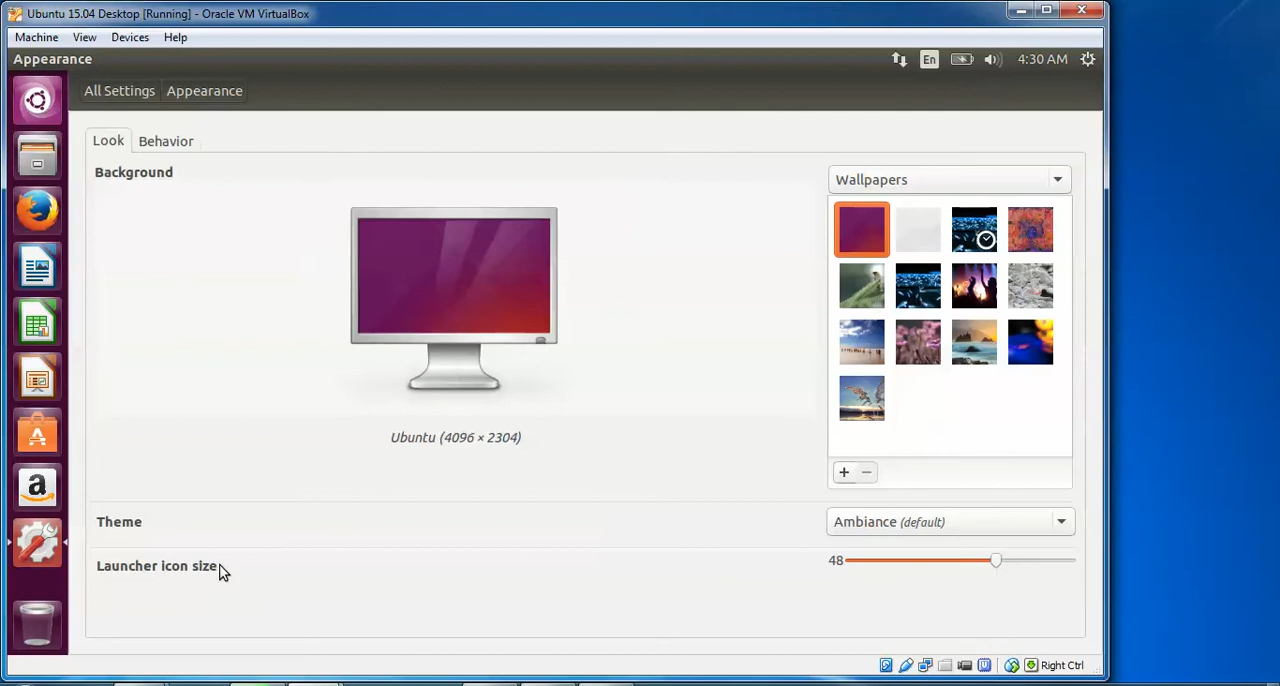 Ubuntu 15.04 Desktop [Running] - Oracle VM VirtualBox
Machine View Devices Help
Appearance En 4:30 AM
All Settings Appearance
Look Behavior
Background
Wallpapers
Ubuntu (4096 × 2304)
+ −
Theme
Ambiance (default)
Launcher icon size
48
a
Right Ctrl